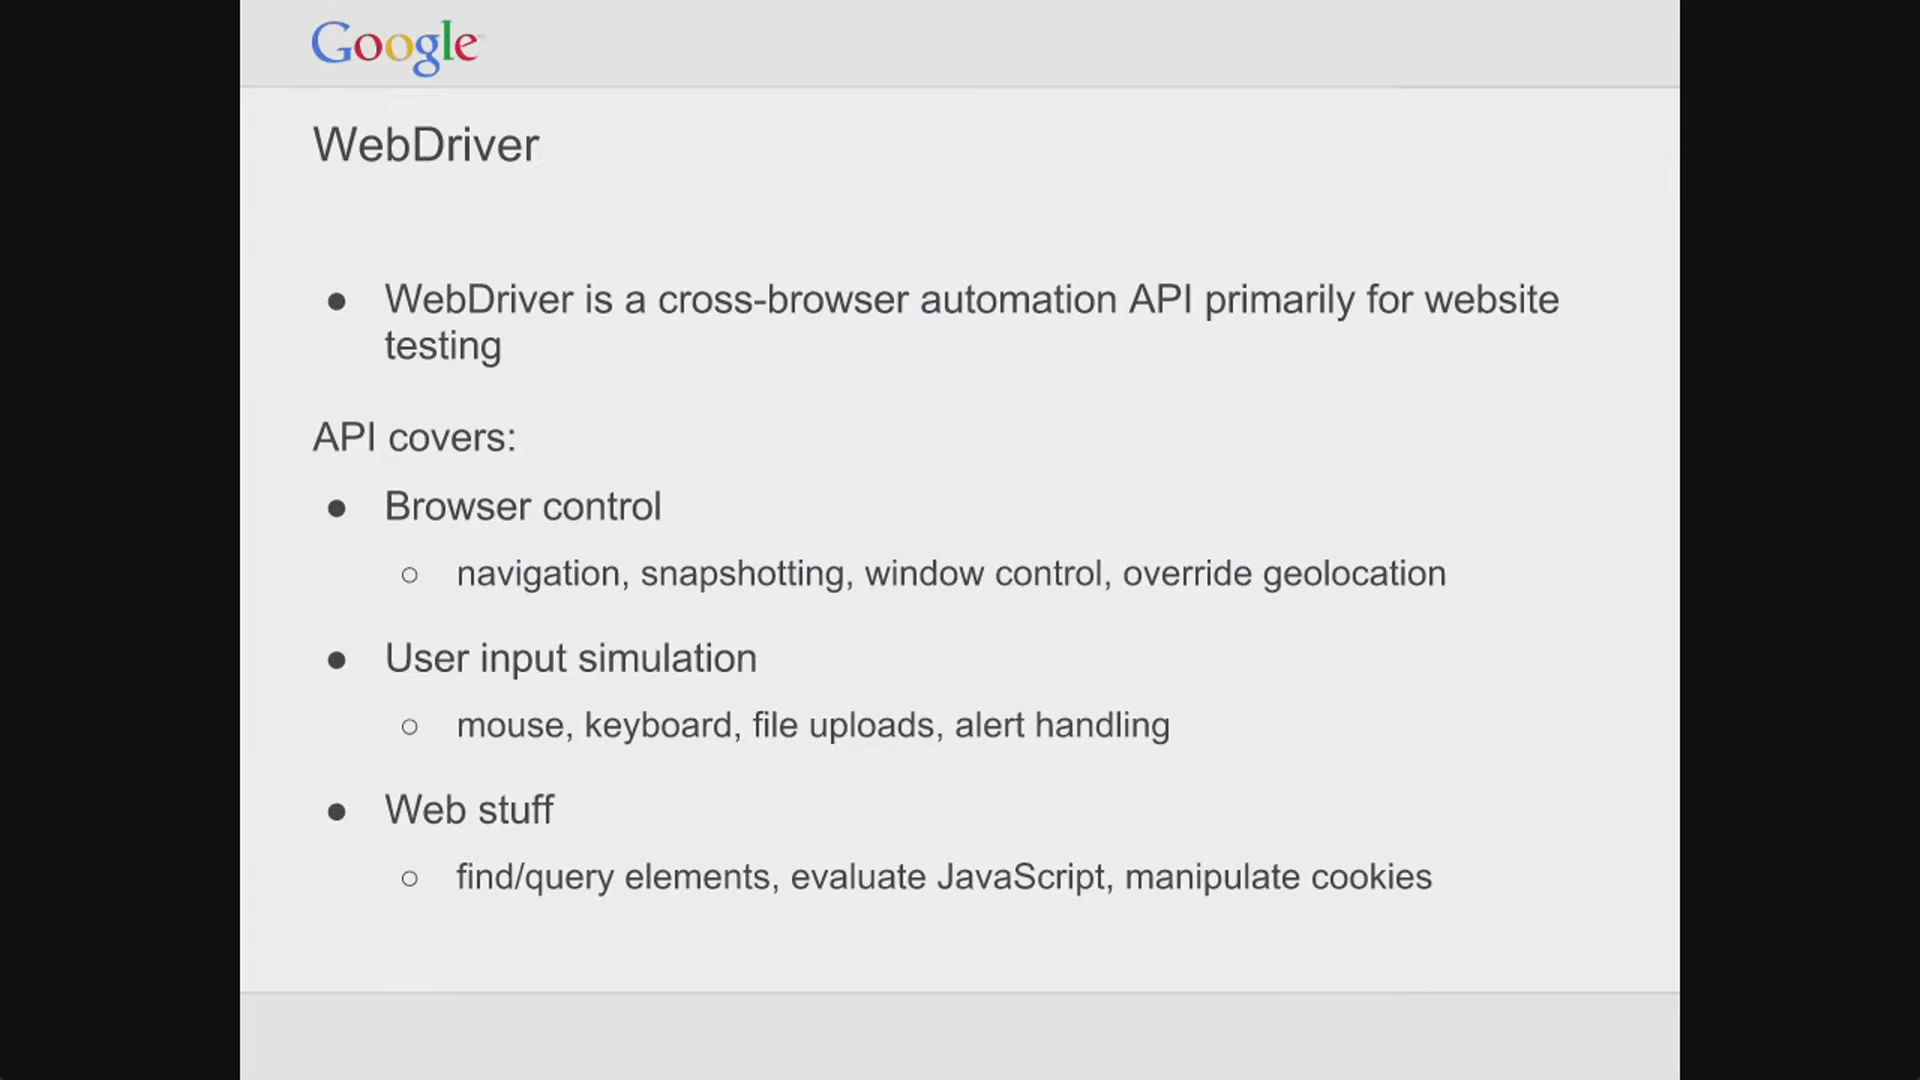 Google
WebDriver
● WebDriver is a cross-browser automation API primarily for website
testing
API covers:
● Browser control
○ navigation, snapshotting, window control, override geolocation
● User input simulation
○ mouse, keyboard, file uploads, alert handling
● Web stuff
○ find/query elements, evaluate JavaScript, manipulate cookies